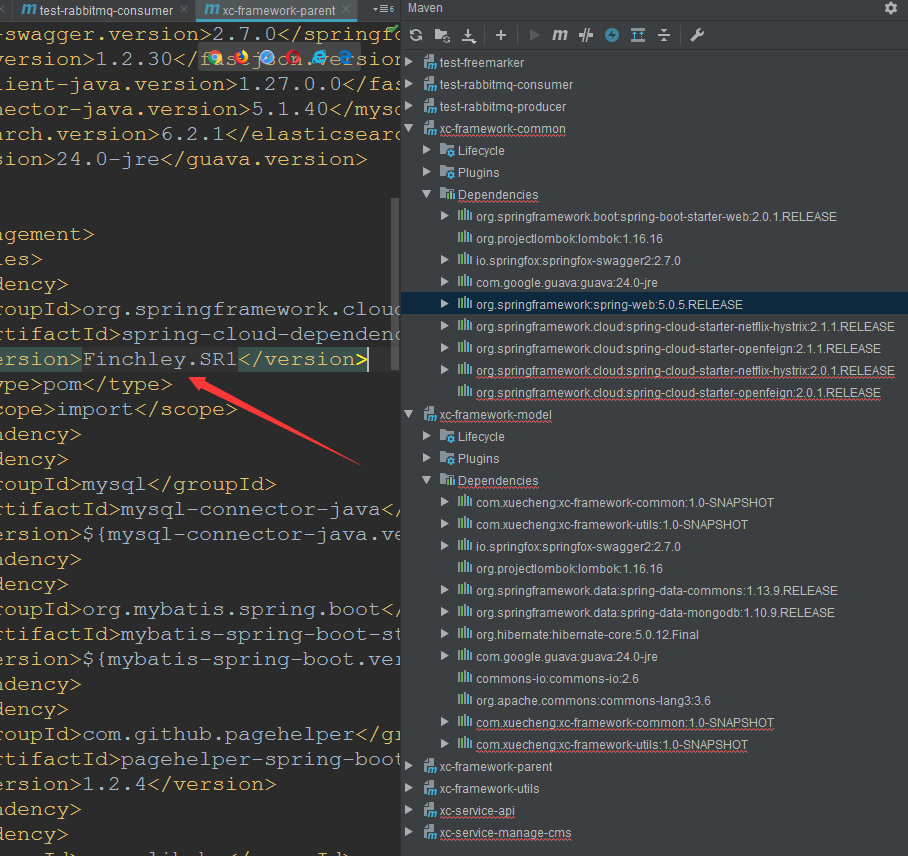 test-rabbitmq-consumer
xc-framework-parent
6
-swagger.version>2.7.0</springfo
version>1.2.30</fastjson.version
lient-java.version>1.27.0.0</fas
nector-java.version>5.1.40</mysq
arch.version>6.2.1</elasticsearc
sion>24.0-jre</guava.version>
agement>
ies>
dency>
groupId>org.springframework.cloud
artifactId>spring-cloud-dependenc
ersion>Finchley.SR1</version>
ype>pom</type>
cope>import</scope>
ndency>
dency>
roupId>mysql</groupId>
artifactId>mysql-connector-java</
ersion>${mysql-connector-java.ve
ndency>
dency>
roupId>org.mybatis.spring.boot</
artifactId>mybatis-spring-boot-st
ersion>${mybatis-spring-boot.ver
ndency>
dency>
roupId>com.github.pagehelper</gr
artifactId>pagehelper-spring-boot
ersion>1.2.4</version>
ndency>
dency>
Maven
test-freemarker
test-rabbitmq-consumer
test-rabbitmq-producer
xc-framework-common
Lifecycle
Plugins
Dependencies
org.springframework.boot:spring-boot-starter-web:2.0.1.RELEASE
org.projectlombok:lombok:1.16.16
io.springfox:springfox-swagger2:2.7.0
com.google.guava:guava:24.0-jre
org.springframework:spring-web:5.0.5.RELEASE
org.springframework.cloud:spring-cloud-starter-netflix-hystrix:2.1.1.RELEASE
org.springframework.cloud:spring-cloud-starter-openfeign:2.1.1.RELEASE
org.springframework.cloud:spring-cloud-starter-netflix-hystrix:2.0.1.RELEASE
org.springframework.cloud:spring-cloud-starter-openfeign:2.0.1.RELEASE
xc-framework-model
Lifecycle
Plugins
Dependencies
com.xuecheng:xc-framework-common:1.0-SNAPSHOT
com.xuecheng:xc-framework-utils:1.0-SNAPSHOT
io.springfox:springfox-swagger2:2.7.0
org.projectlombok:lombok:1.16.16
org.springframework.data:spring-data-commons:1.13.9.RELEASE
org.springframework.data:spring-data-mongodb:1.10.9.RELEASE
org.hibernate:hibernate-core:5.0.12.Final
com.google.guava:guava:24.0-jre
commons-io:commons-io:2.6
org.apache.commons:commons-lang3:3.6
com.xuecheng:xc-framework-common:1.0-SNAPSHOT
com.xuecheng:xc-framework-utils:1.0-SNAPSHOT
xc-framework-parent
xc-framework-utils
xc-service-api
xc-service-manage-cms